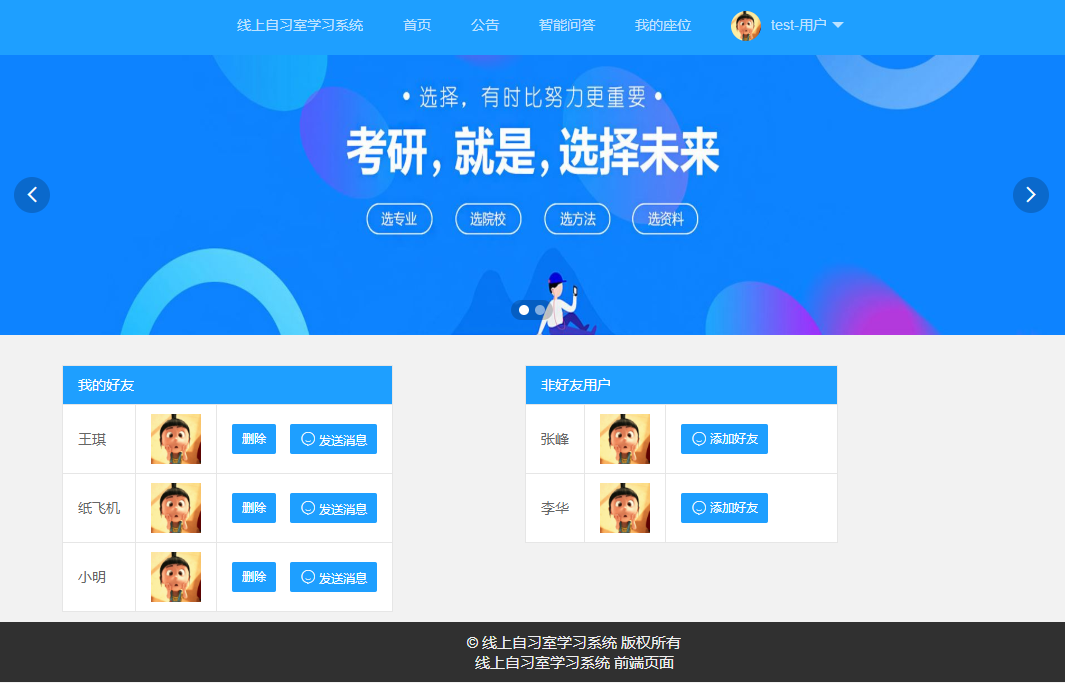 线上自习室学习系统 首页 公告 智能问答 我的座位 test-用户
• 选择，有时比努力更重要 •
考研，就是，选择未来
选专业 选院校 选方法 选资料
我的好友
王琪 删除 发送消息
纸飞机 删除 发送消息
小明 删除 发送消息
非好友用户
张峰 添加好友
李华 添加好友
© 线上自习室学习系统 版权所有
线上自习室学习系统 前端页面